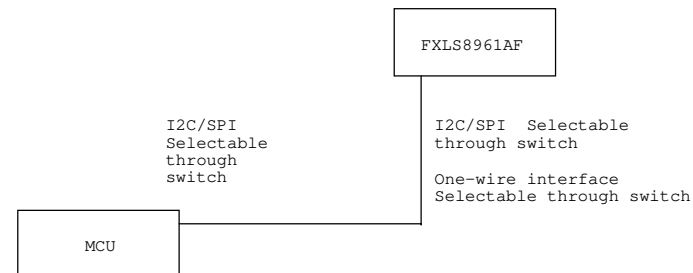 FXLS8961AF
I2C/SPI
Selectable
through
switch
I2C/SPI  Selectable
through switch
One-wire interface
Selectable through switch
MCU